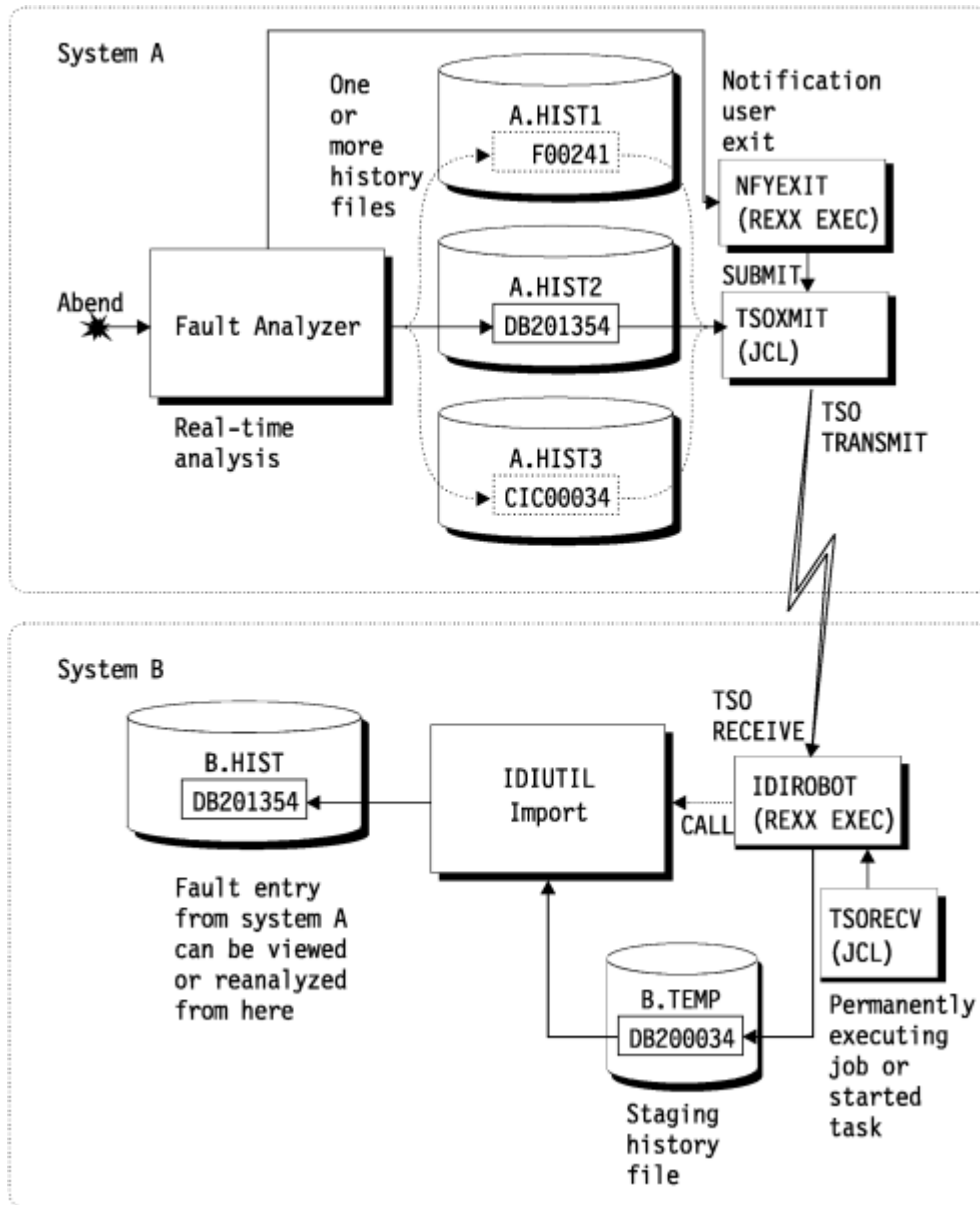 System A
One
or
more
history
files
A.HIST1
F00241
Notification
user
exit
NFYEXIT
(REXX EXEC)
SUBMIT
Abend
Fault Analyzer
A.HIST2
DB201354
TSOXMIT
(JCL)
Real-time
analysis
A.HIST3
CIC00034
TSO
TRANSMIT
System B
TSO
RECEIVE
B.HIST
DB201354
IDIUTIL
Import
IDIROBOT
(REXX EXEC)
CALL
Fault entry
from system A
can be viewed
or reanalyzed
from here
TSORECV
(JCL)
B.TEMP
DB200034
Permanently
executing
job or
started
task
Staging
history
file